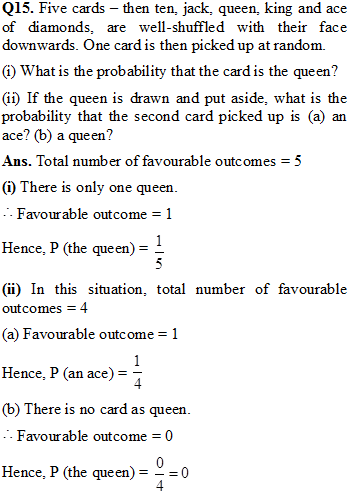 Q15. Five cards – then ten, jack, queen, king and ace
of diamonds, are well-shuffled with their face
downwards. One card is then picked up at random.
(i) What is the probability that the card is the queen?
(ii) If the queen is drawn and put aside, what is the
probability that the second card picked up is (a) an
ace? (b) a queen?
Ans. Total number of favourable outcomes = 5
(i) There is only one queen.
∴ Favourable outcome = 1
Hence, P (the queen) = 1/5
(ii) In this situation, total number of favourable
outcomes = 4
(a) Favourable outcome = 1
Hence, P (an ace) = 1/4
(b) There is no card as queen.
∴ Favourable outcome = 0
Hence, P (the queen) = 0/4 = 0